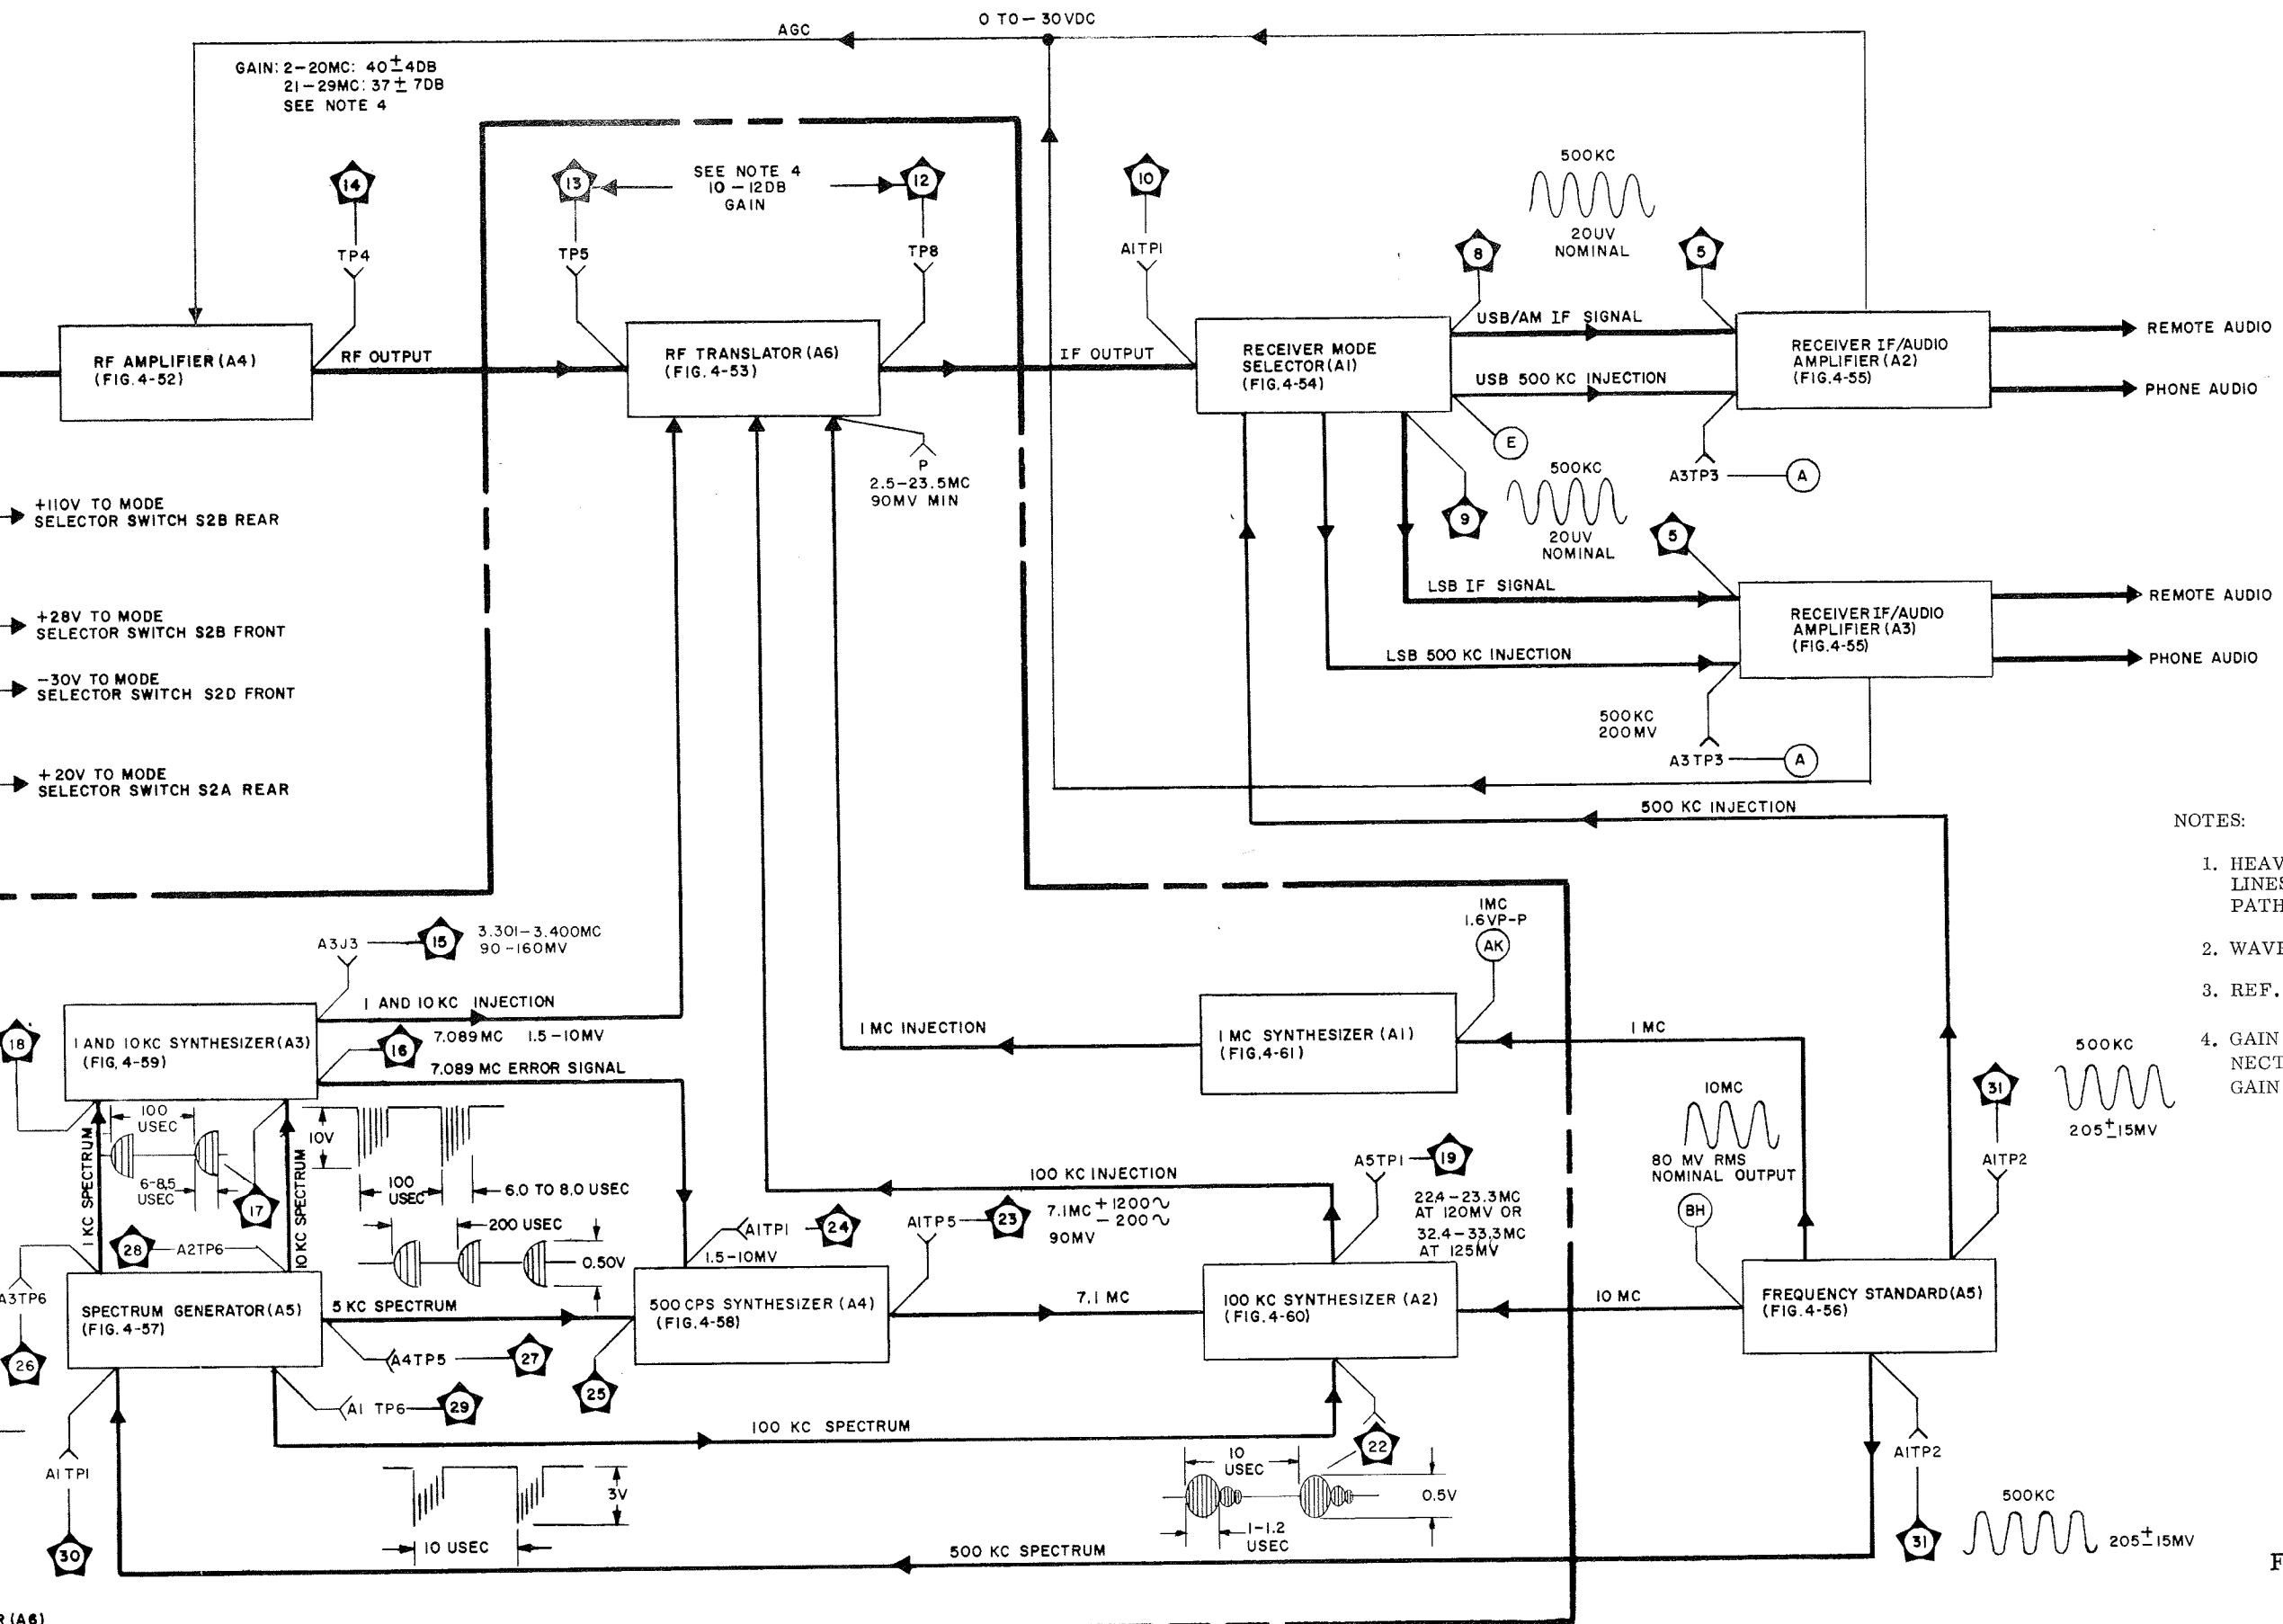 0 TO-30VDC
AGC
GAIN: 2-20MC: 40±4DB
21-29MC: 37±7DB
SEE NOTE 4
14
TP4
13
TP5
SEE NOTE 4
10-12DB
GAIN
12
TP8
10
A1TP1
500KC
20UV
NOMINAL
8
5
RF AMPLIFIER (A4)
(FIG. 4-52)
RF OUTPUT
RF TRANSLATOR (A6)
(FIG. 4-53)
IF OUTPUT
RECEIVER MODE
SELECTOR (A1)
(FIG. 4-54)
USB/AM IF SIGNAL
USB 500 KC INJECTION
RECEIVER IF/AUDIO
AMPLIFIER (A2)
(FIG. 4-55)
REMOTE AUDIO
PHONE AUDIO
P
2.5-23.5MC
90MV MIN
E
A3TP3
A
+110V TO MODE
SELECTOR SWITCH S2B REAR
+28V TO MODE
SELECTOR SWITCH S2B FRONT
-30V TO MODE
SELECTOR SWITCH S2D FRONT
+20V TO MODE
SELECTOR SWITCH S2A REAR
9
500KC
20UV
NOMINAL
5
LSB IF SIGNAL
LSB 500 KC INJECTION
RECEIVER IF/AUDIO
AMPLIFIER (A3)
(FIG. 4-55)
REMOTE AUDIO
PHONE AUDIO
500KC
200MV
A3TP3
A
500 KC INJECTION
NOTES:
1. HEAV
LINES
PATH
2. WAVE
3. REF.
4. GAIN
NECT
GAIN
A3J3
15
3.301-3.400MC
90-160MV
1MC
1.6VP-P
AK
18
1 AND 10 KC SYNTHESIZER (A3)
(FIG. 4-59)
1 AND 10 KC INJECTION
7.089 MC 1.5-10MV
16
7.089 MC ERROR SIGNAL
1 MC INJECTION
1 MC SYNTHESIZER (A1)
(FIG. 4-61)
1 MC
1 KC SPECTRUM
100
USEC
6-8.5
USEC
17
10 KC SPECTRUM
10V
100
USEC
6.0 TO 8.0 USEC
200 USEC
0.50V
28
A2TP6
A3TP6
26
100 KC INJECTION
A5TP1
19
22.4-23.3MC
AT 120MV OR
32.4-33.3MC
AT 125MV
10MC
80 MV RMS
NOMINAL OUTPUT
BH
31
A1TP2
500KC
205±15MV
A1TP1
24
1.5-10MV
A1TP5
23
7.1MC +1200~
-200~
90MV
SPECTRUM GENERATOR (A5)
(FIG. 4-57)
5 KC SPECTRUM
500 CPS SYNTHESIZER (A4)
(FIG. 4-58)
7.1 MC
100 KC SYNTHESIZER (A2)
(FIG. 4-60)
10 MC
FREQUENCY STANDARD (A5)
(FIG. 4-56)
A4TP5
27
25
A1 TP6
29
100 KC SPECTRUM
22
A1TP1
30
3V
10 USEC
10
USEC
0.5V
1-1.2
USEC
500 KC SPECTRUM
A1TP2
31
500KC
205±15MV
F
R (A6)